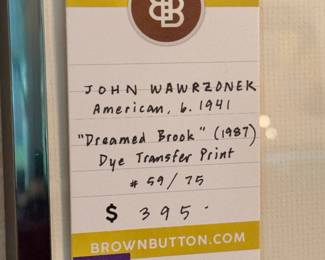 JOHN WAWRZONEK
American, b. 1941
"Dreamed Brook" (1987)
Dye Transfer Print
# 59/75
$ 395-
BROWNBUTTON.COM